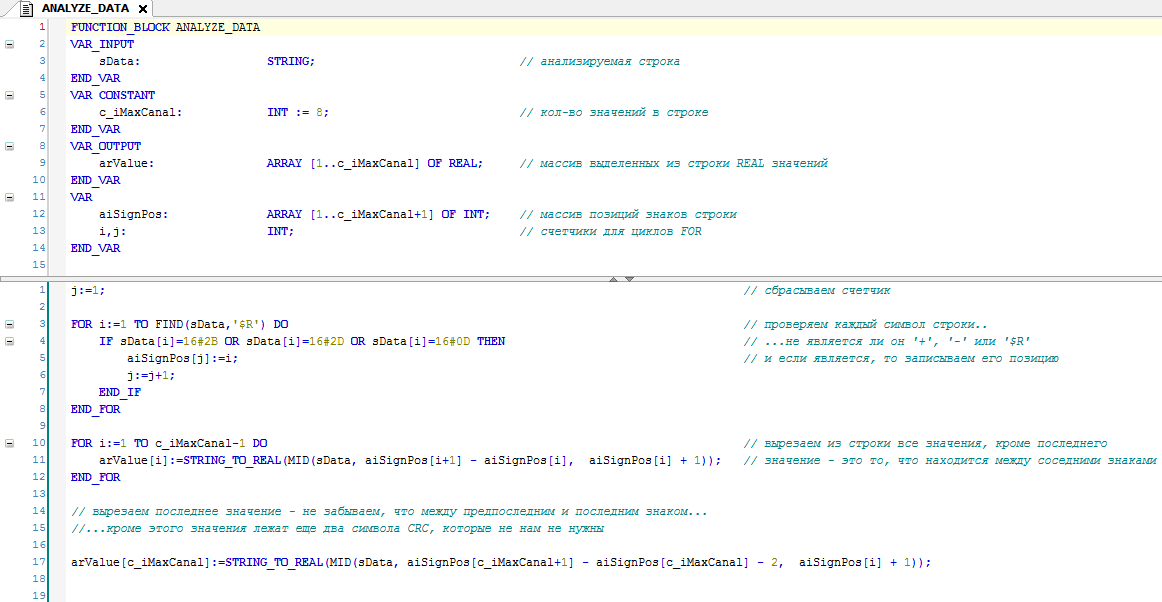 ANALYZE_DATA
1 FUNCTION_BLOCK ANALYZE_DATA
2 VAR_INPUT
3 sData: STRING; // анализируемая строка
4 END_VAR
5 VAR CONSTANT
6 c_iMaxCanal: INT := 8; // кол-во значений в строке
7 END_VAR
8 VAR_OUTPUT
9 arValue: ARRAY [1..c_iMaxCanal] OF REAL; // массив выделенных из строки REAL значений
10 END_VAR
11 VAR
12 aiSignPos: ARRAY [1..c_iMaxCanal+1] OF INT; // массив позиций знаков строки
13 i,j: INT; // счетчики для циклов FOR
14 END_VAR
15
1 j:=1; // сбрасываем счетчик
2
3 FOR i:=1 TO FIND(sData,'$R') DO // проверяем каждый символ строки..
4 IF sData[i]=16#2B OR sData[i]=16#2D OR sData[i]=16#0D THEN // ...не является ли он '+', '-' или '$R'
5 aiSignPos[j]:=i; // и если является, то записываем его позицию
6 j:=j+1;
7 END_IF
8 END_FOR
9
10 FOR i:=1 TO c_iMaxCanal-1 DO // вырезаем из строки все значения, кроме последнего
11 arValue[i]:=STRING_TO_REAL(MID(sData, aiSignPos[i+1] - aiSignPos[i], aiSignPos[i] + 1)); // значение - это то, что находится между соседними знаками
12 END_FOR
13
14 // вырезаем последнее значение - не забываем, что между предпоследним и последним знаком...
15 //...кроме этого значения лежат еще два символа CRC, которые не нам не нужны
16
17 arValue[c_iMaxCanal]:=STRING_TO_REAL(MID(sData, aiSignPos[c_iMaxCanal+1] - aiSignPos[c_iMaxCanal] - 2, aiSignPos[i] + 1));
18
19